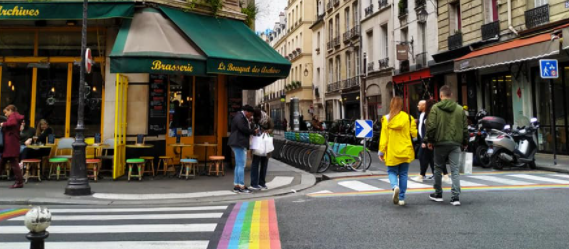 Archives
Brasserie
Le Bouquet des Archives